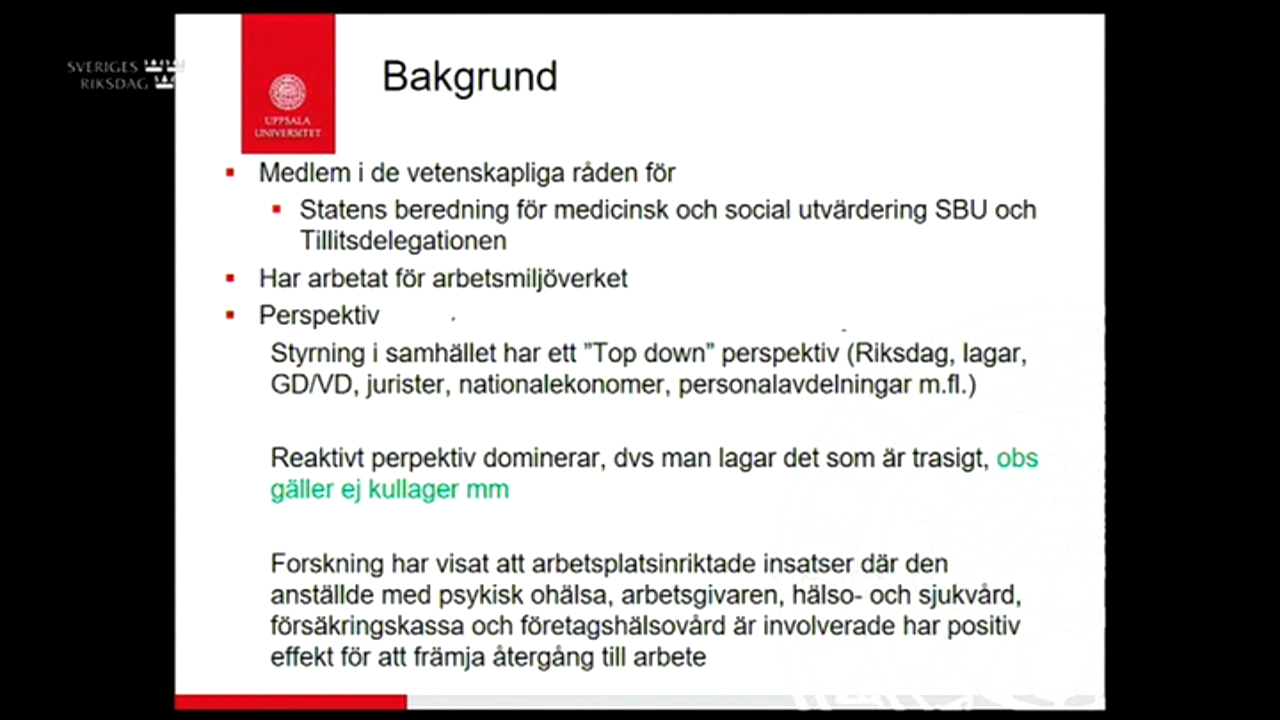 SVERIGES
RIKSDAG
UPPSALA
UNIVERSITET
Bakgrund
Medlem i de vetenskapliga råden för
Statens beredning för medicinsk och social utvärdering SBU och
Tillitsdelegationen
Har arbetat för arbetsmiljöverket
Perspektiv
Styrning i samhället har ett ”Top down” perspektiv (Riksdag, lagar,
GD/VD, jurister, nationalekonomer, personalavdelningar m.fl.)
Reaktivt perpektiv dominerar, dvs man lagar det som är trasigt, obs
gäller ej kullager mm
Forskning har visat att arbetsplatsinriktade insatser där den
anställde med psykisk ohälsa, arbetsgivaren, hälso- och sjukvård,
försäkringskassa och företagshälsovård är involverade har positiv
effekt för att främja återgång till arbete